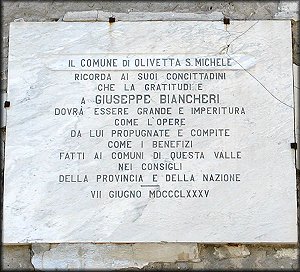 IL COMUNE DI OLIVETTA S. MICHELE
RICORDA AI SUOI CONCITTADINI
CHE LA GRATITUDINE
A GIUSEPPE BIANCHERI
DOVRÀ ESSERE GRANDE E IMPERITURA
COME L'OPERE
DA LUI PROPUGNATE E COMPITE
COME I BENEFIZI
FATTI AI COMUNI DI QUESTA VALLE
NEI CONSIGLI
DELLA PROVINCIA E DELLA NAZIONE
VII GIUGNO MDCCCLXXXV